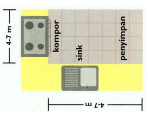 4-7 m
kompor
sink
penyimpan
4-7 m